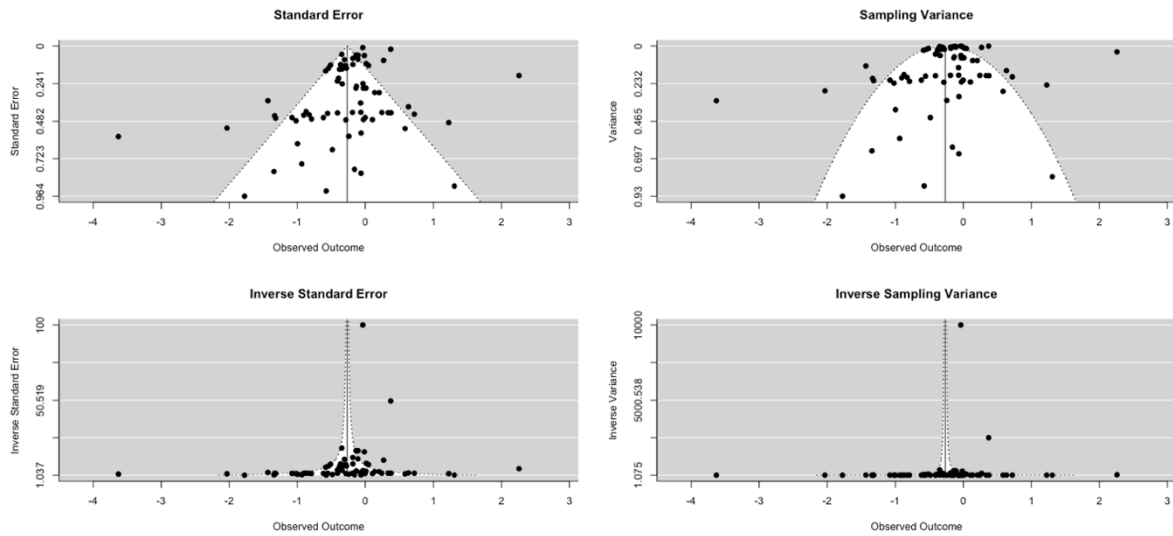 Standard Error
Sampling Variance
0
0.241
0.482
0.723
0.964
Standard Error
0
0.232
0.465
0.697
0.93
Variance
-4 -3 -2 -1 0 1 2 3
-4 -3 -2 -1 0 1 2 3
Observed Outcome
Observed Outcome
Inverse Standard Error
Inverse Sampling Variance
100
50.519
1.037
Inverse Standard Error
10000
5000.538
1.075
Inverse Variance
-4 -3 -2 -1 0 1 2 3
-4 -3 -2 -1 0 1 2 3
Observed Outcome
Observed Outcome